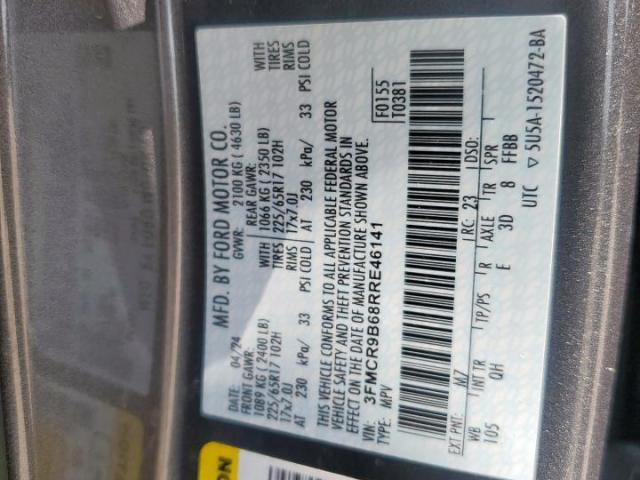 MFD. BY FORD MOTOR CO.
DATE: 04/24 GVWR: 2100 KG ( 4630 LB)
FRONT GAWR: REAR GAWR: WITH
1089 KG (2400 LB) 1066 KG ( 2350 LB) TIRES
225/65R17 102H TIRES 225/65R17 102H RIMS
17x7.0J RIMS 17x7.0J
AT 230 kPa/ 33 PSI COLD AT 230 kPa/ 33 PSI COLD
THIS VEHICLE CONFORMS TO ALL APPLICABLE FEDERAL MOTOR
VEHICLE SAFETY AND THEFT PREVENTION STANDARDS IN
EFFECT ON THE DATE OF MANUFACTURE SHOWN ABOVE.
VIN: 3FMCR9B68RRE46141 F0155
TYPE: MPV T0381
EXT PNT: M7 RC: 23 DSO:
WB INT TR TP/PS R AXLE TR SPR
105 QH E 3D 8 FFBB
UTC ▽ 5U5A-1520472-BA
WITH